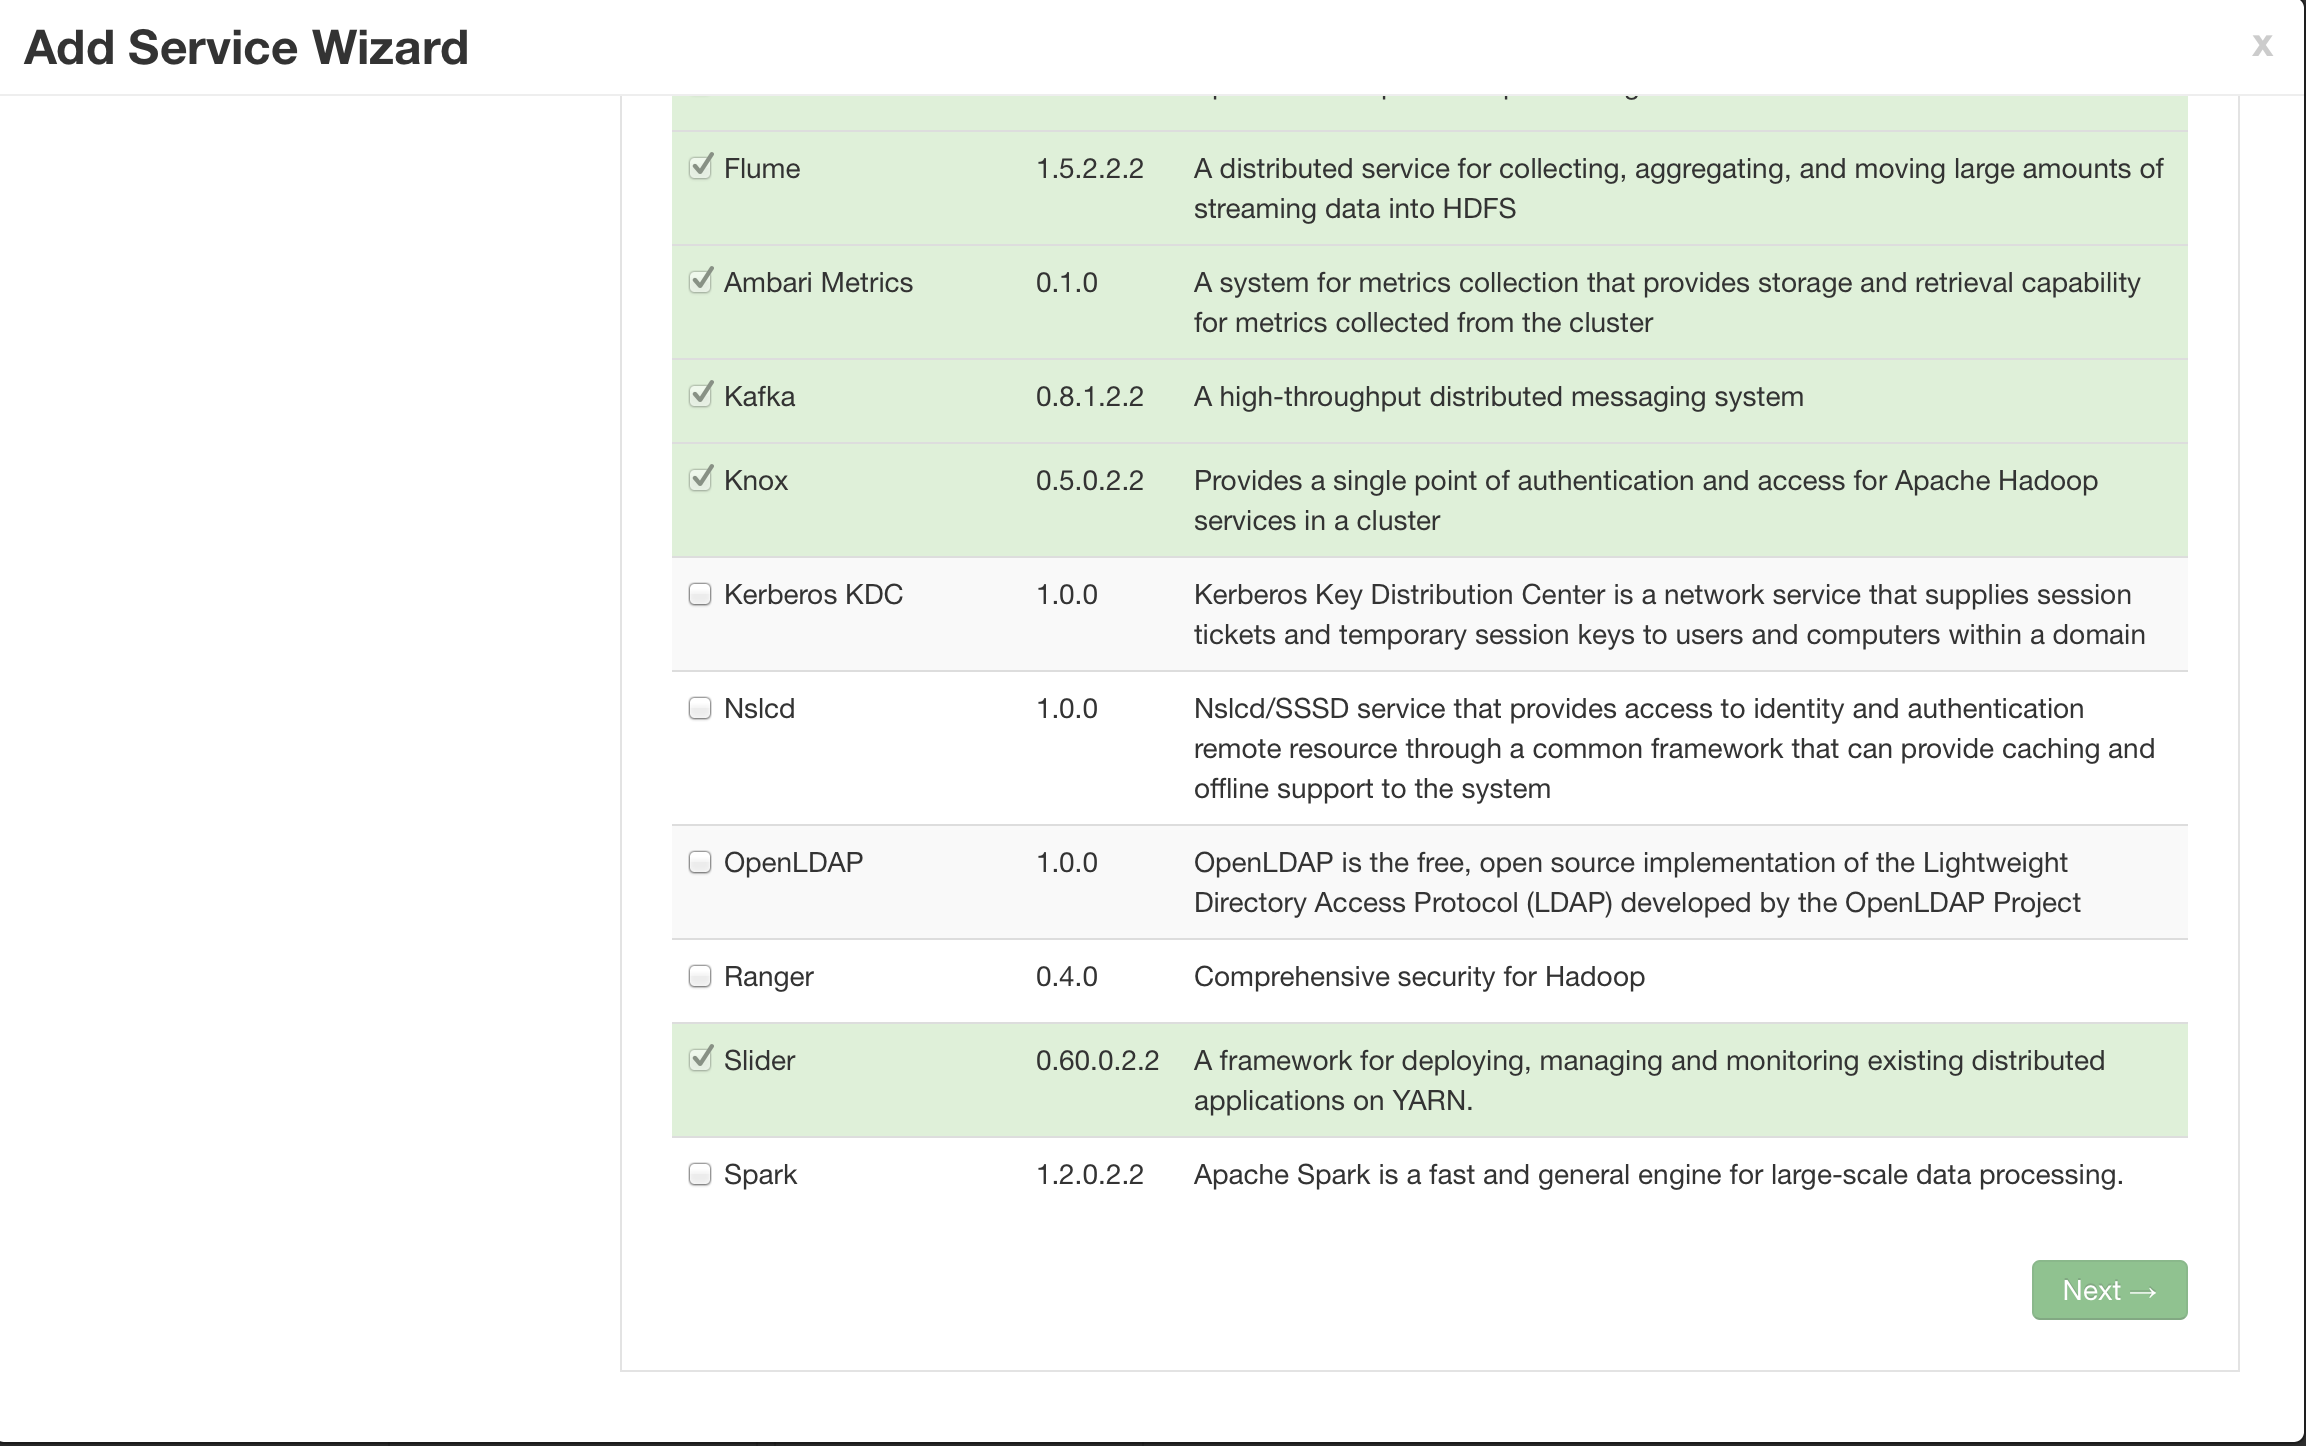 Add Service Wizard
x
Flume 1.5.2.2.2 A distributed service for collecting, aggregating, and moving large amounts of
streaming data into HDFS
Ambari Metrics 0.1.0 A system for metrics collection that provides storage and retrieval capability
for metrics collected from the cluster
Kafka 0.8.1.2.2 A high-throughput distributed messaging system
Knox 0.5.0.2.2 Provides a single point of authentication and access for Apache Hadoop
services in a cluster
Kerberos KDC 1.0.0 Kerberos Key Distribution Center is a network service that supplies session
tickets and temporary session keys to users and computers within a domain
Nslcd 1.0.0 Nslcd/SSSD service that provides access to identity and authentication
remote resource through a common framework that can provide caching and
offline support to the system
OpenLDAP 1.0.0 OpenLDAP is the free, open source implementation of the Lightweight
Directory Access Protocol (LDAP) developed by the OpenLDAP Project
Ranger 0.4.0 Comprehensive security for Hadoop
Slider 0.60.0.2.2 A framework for deploying, managing and monitoring existing distributed
applications on YARN.
Spark 1.2.0.2.2 Apache Spark is a fast and general engine for large-scale data processing.
Next →